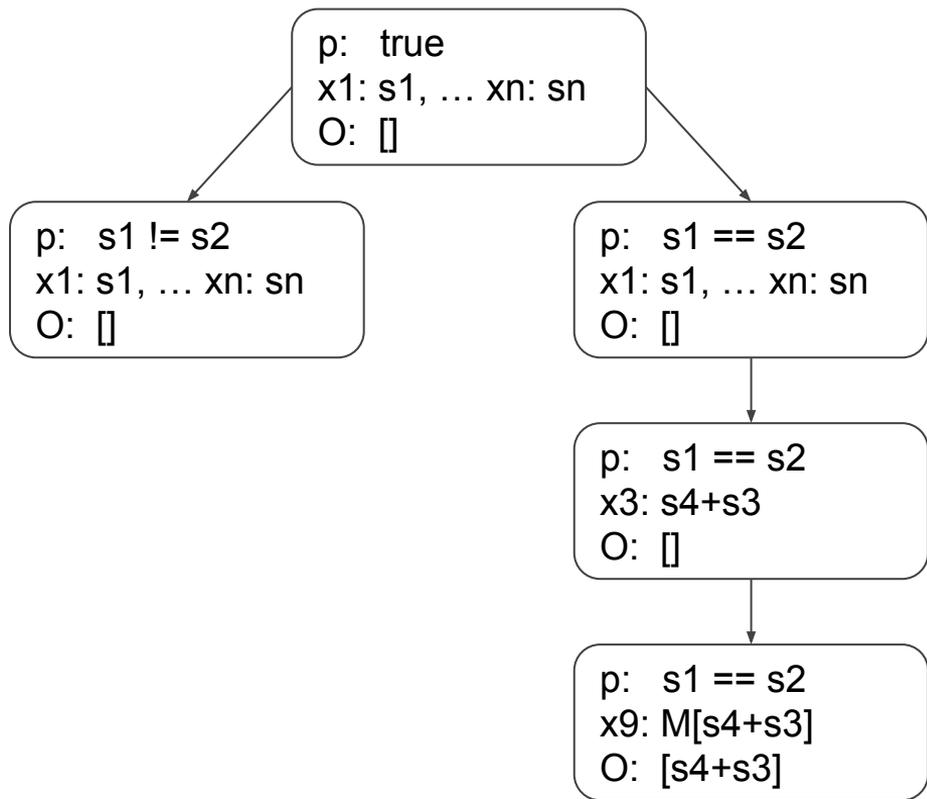 p: true
x1: s1, … xn: sn
O: []
p: s1 != s2
x1: s1, … xn: sn
O: []
p: s1 == s2
x1: s1, … xn: sn
O: []
p: s1 == s2
x3: s4+s3
O: []
p: s1 == s2
x9: M[s4+s3]
O: [s4+s3]